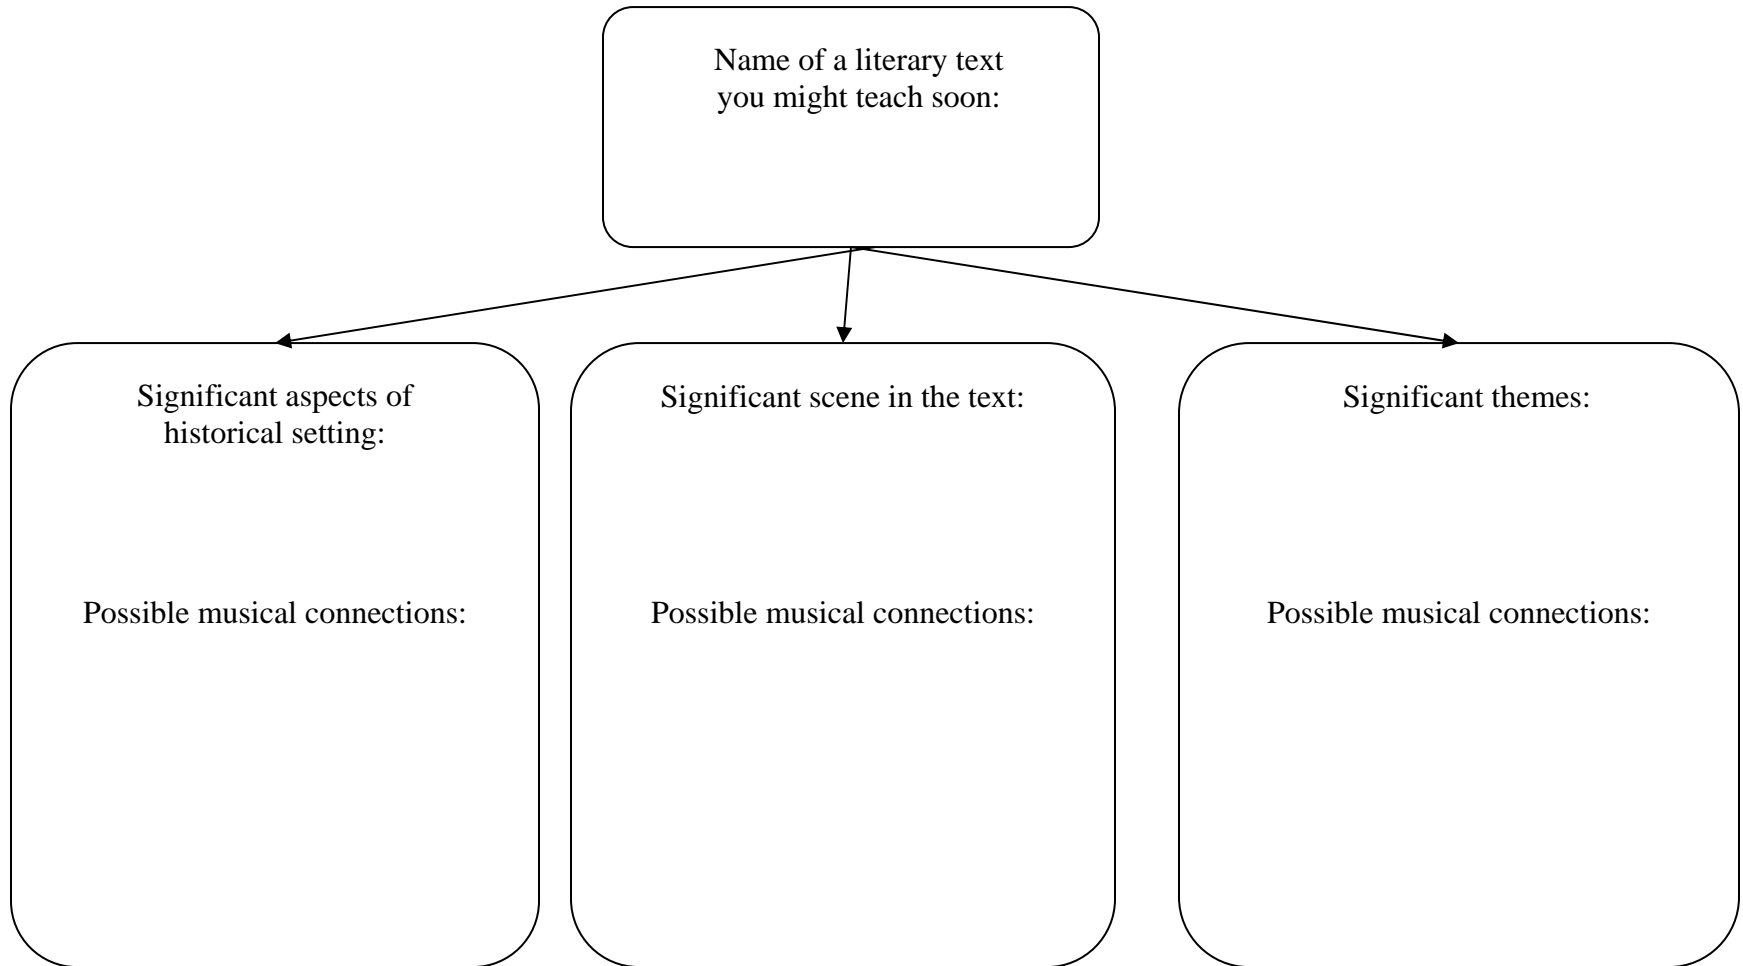 Name of a literary text
you might teach soon:
Significant aspects of
historical setting:
Possible musical connections:
Significant scene in the text:
Possible musical connections:
Significant themes:
Possible musical connections: